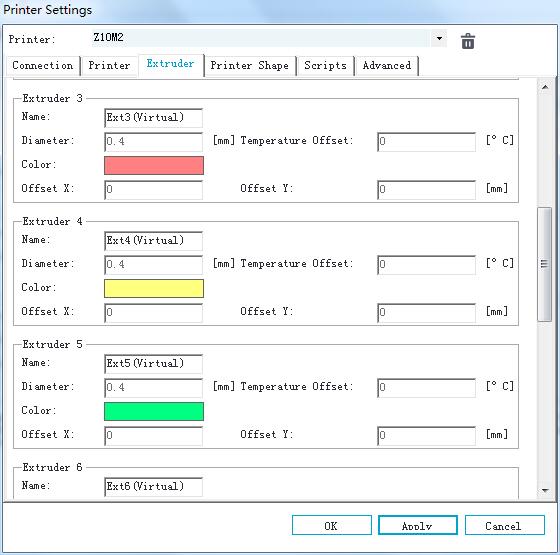 Printer Settings
Printer: Z10M2
Connection Printer Extruder Printer Shape Scripts Advanced
Extruder 3
Name: Ext3(Virtual)
Diameter: 0.4 [mm] Temperature Offset: 0 [° C]
Color:
Offset X: 0 Offset Y: 0 [mm]
Extruder 4
Name: Ext4(Virtual)
Diameter: 0.4 [mm] Temperature Offset: 0 [° C]
Color:
Offset X: 0 Offset Y: 0 [mm]
Extruder 5
Name: Ext5(Virtual)
Diameter: 0.4 [mm] Temperature Offset: 0 [° C]
Color:
Offset X: 0 Offset Y: 0 [mm]
Extruder 6
Name: Ext6(Virtual)
OK Apply Cancel